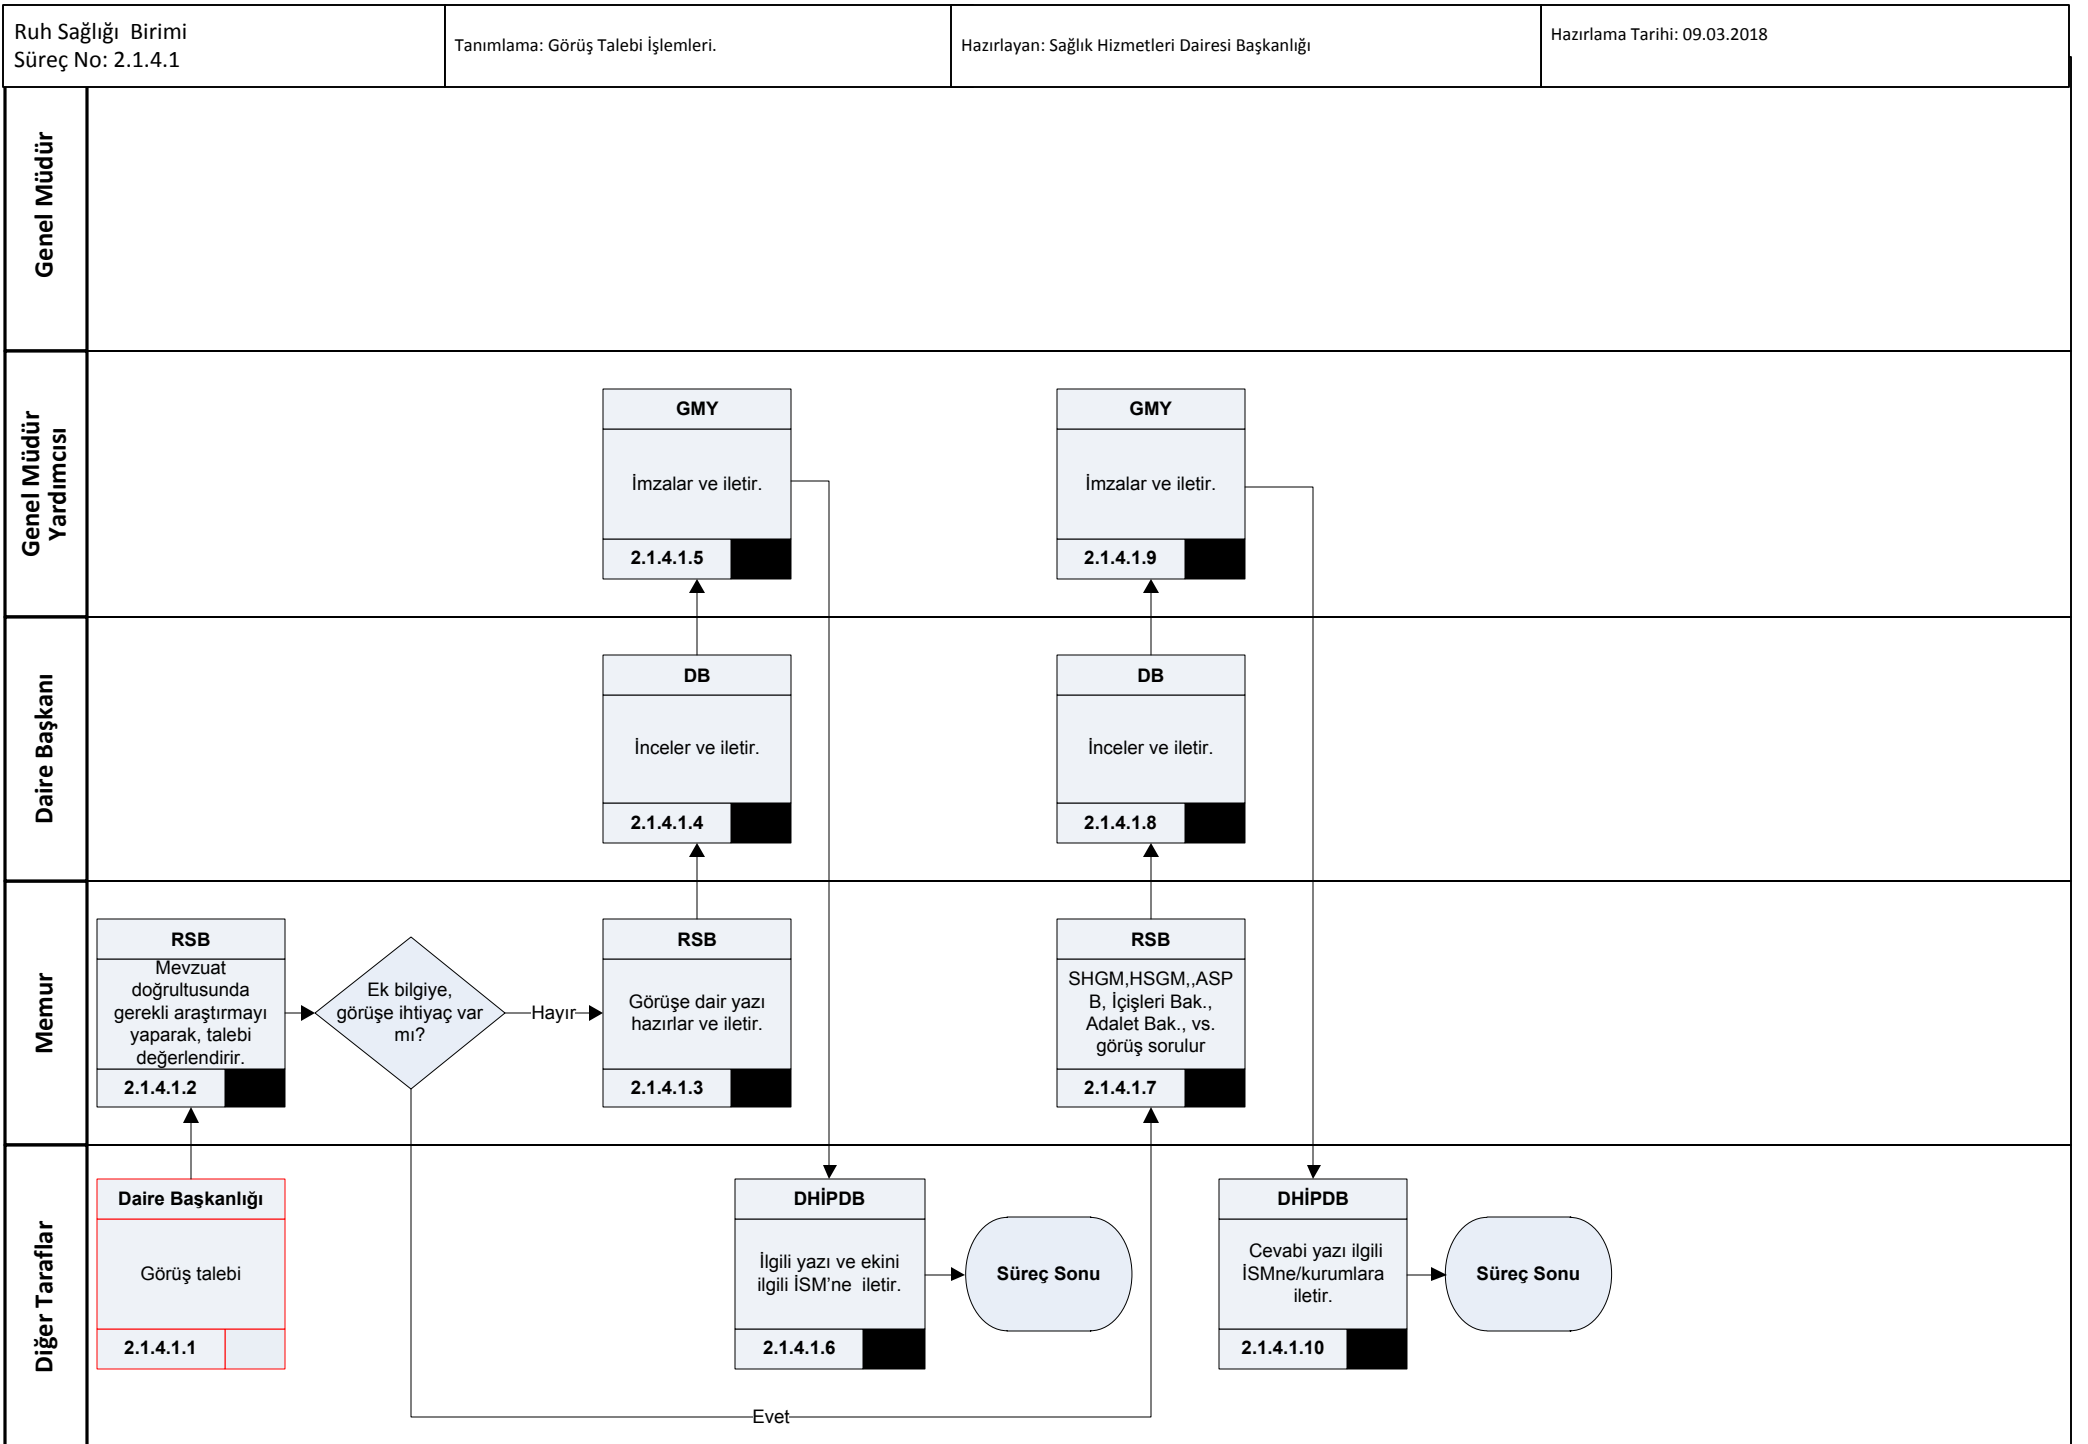 Ruh Sağlığı  Birimi
Süreç No: 2.1.4.1
Tanımlama: Görüş Talebi İşlemleri.
Hazırlayan: Sağlık Hizmetleri Dairesi Başkanlığı
Hazırlama Tarihi: 09.03.2018
Genel Müdür
Genel Müdür
Yardımcısı
GMY
İmzalar ve iletir.
2.1.4.1.5
GMY
İmzalar ve iletir.
2.1.4.1.9
Daire Başkanı
DB
İnceler ve iletir.
2.1.4.1.4
DB
İnceler ve iletir.
2.1.4.1.8
Memur
RSB
Mevzuat
doğrultusunda
gerekli araştırmayı
yaparak, talebi
değerlendirir.
2.1.4.1.2
Ek bilgiye,
görüşe ihtiyaç var
mı?
Hayır
RSB
Görüşe dair yazı
hazırlar ve iletir.
2.1.4.1.3
RSB
SHGM,HSGM,,ASP
B, İçişleri Bak.,
Adalet Bak., vs.
görüş sorulur
2.1.4.1.7
Diğer Taraflar
Daire Başkanlığı
Görüş talebi
2.1.4.1.1
DHİPDB
İlgili yazı ve ekini
ilgili İSM’ne  iletir.
2.1.4.1.6
Süreç Sonu
DHİPDB
Cevabi yazı ilgili
İSMne/kurumlara
iletir.
2.1.4.1.10
Süreç Sonu
Evet